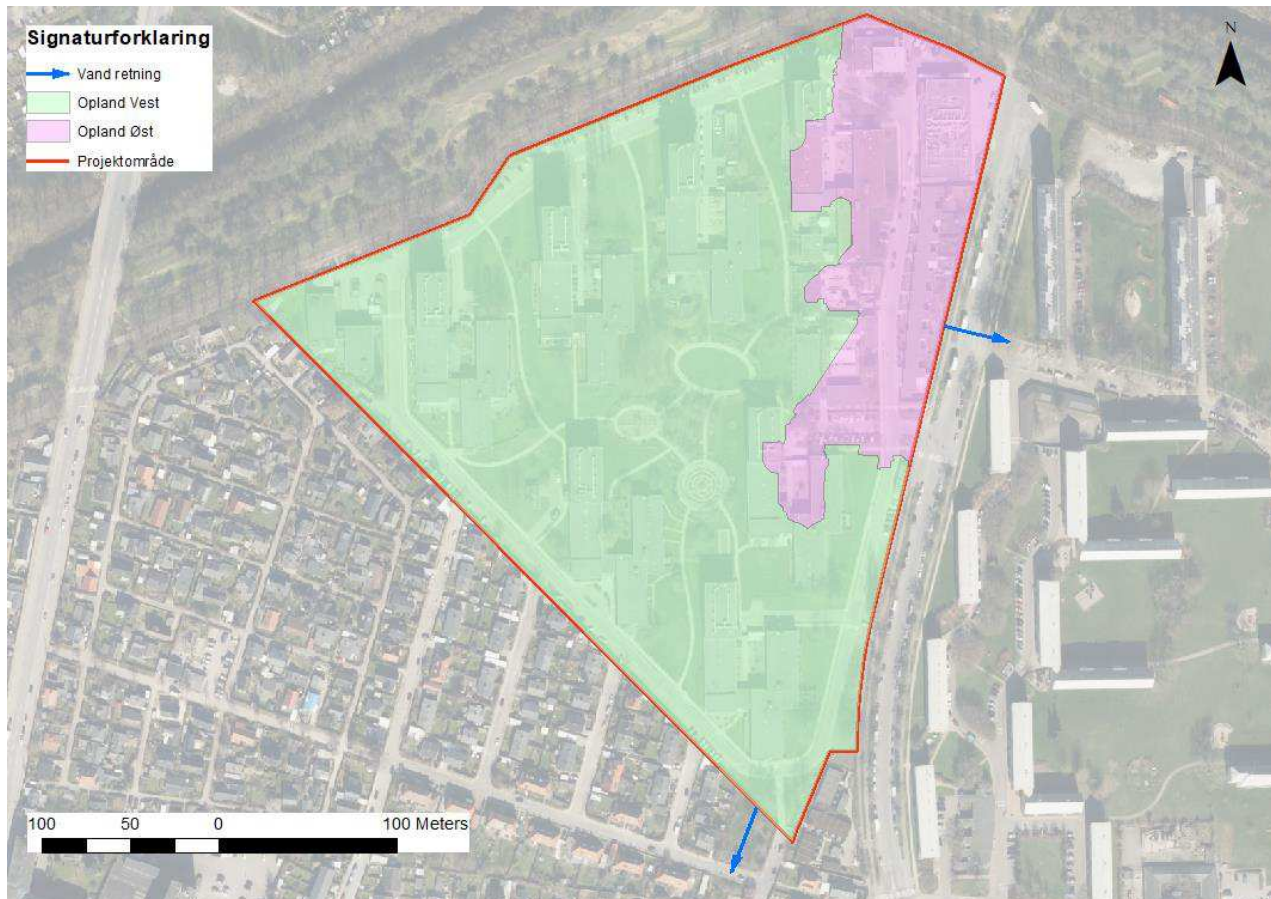 Signaturforklaring
Vand retning
Opland Vest
Opland Øst
Projektområde
N
100 50 0 100 Meters